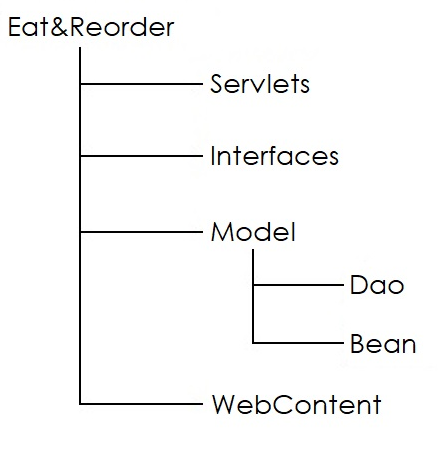 Eat&Reorder
Servlets
Interfaces
Model
Dao
Bean
WebContent